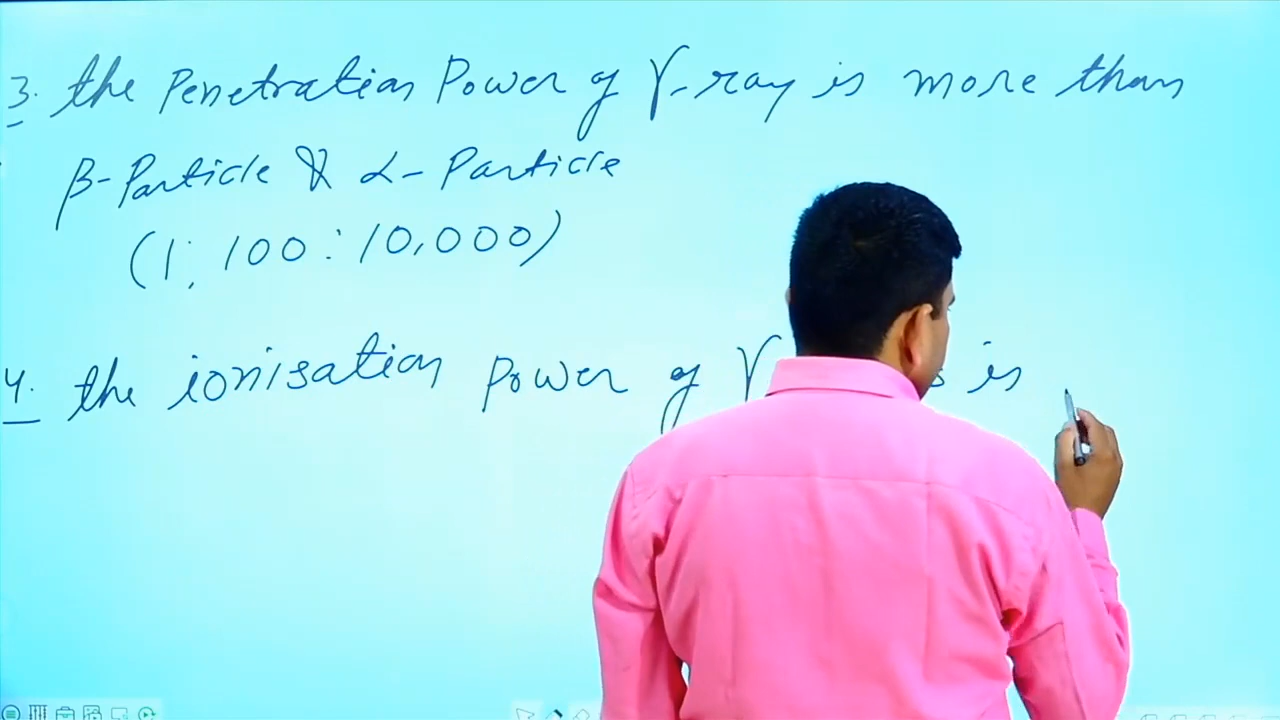 3. the Penetration Power of γ-ray is more than
β-Particle & α-Particle
(1: 100: 10,000)
4. the ionisation power of γ is